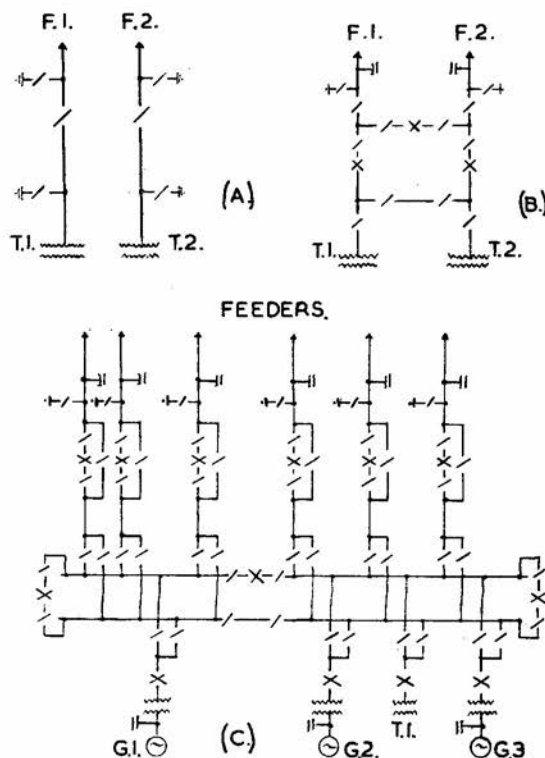 F.1. F.2.
T.1. T.2.
(A)
F.1. F.2.
T.1. T.2.
(B.)
FEEDERS.
T.1.
G.1. (C.) G.2. G.3